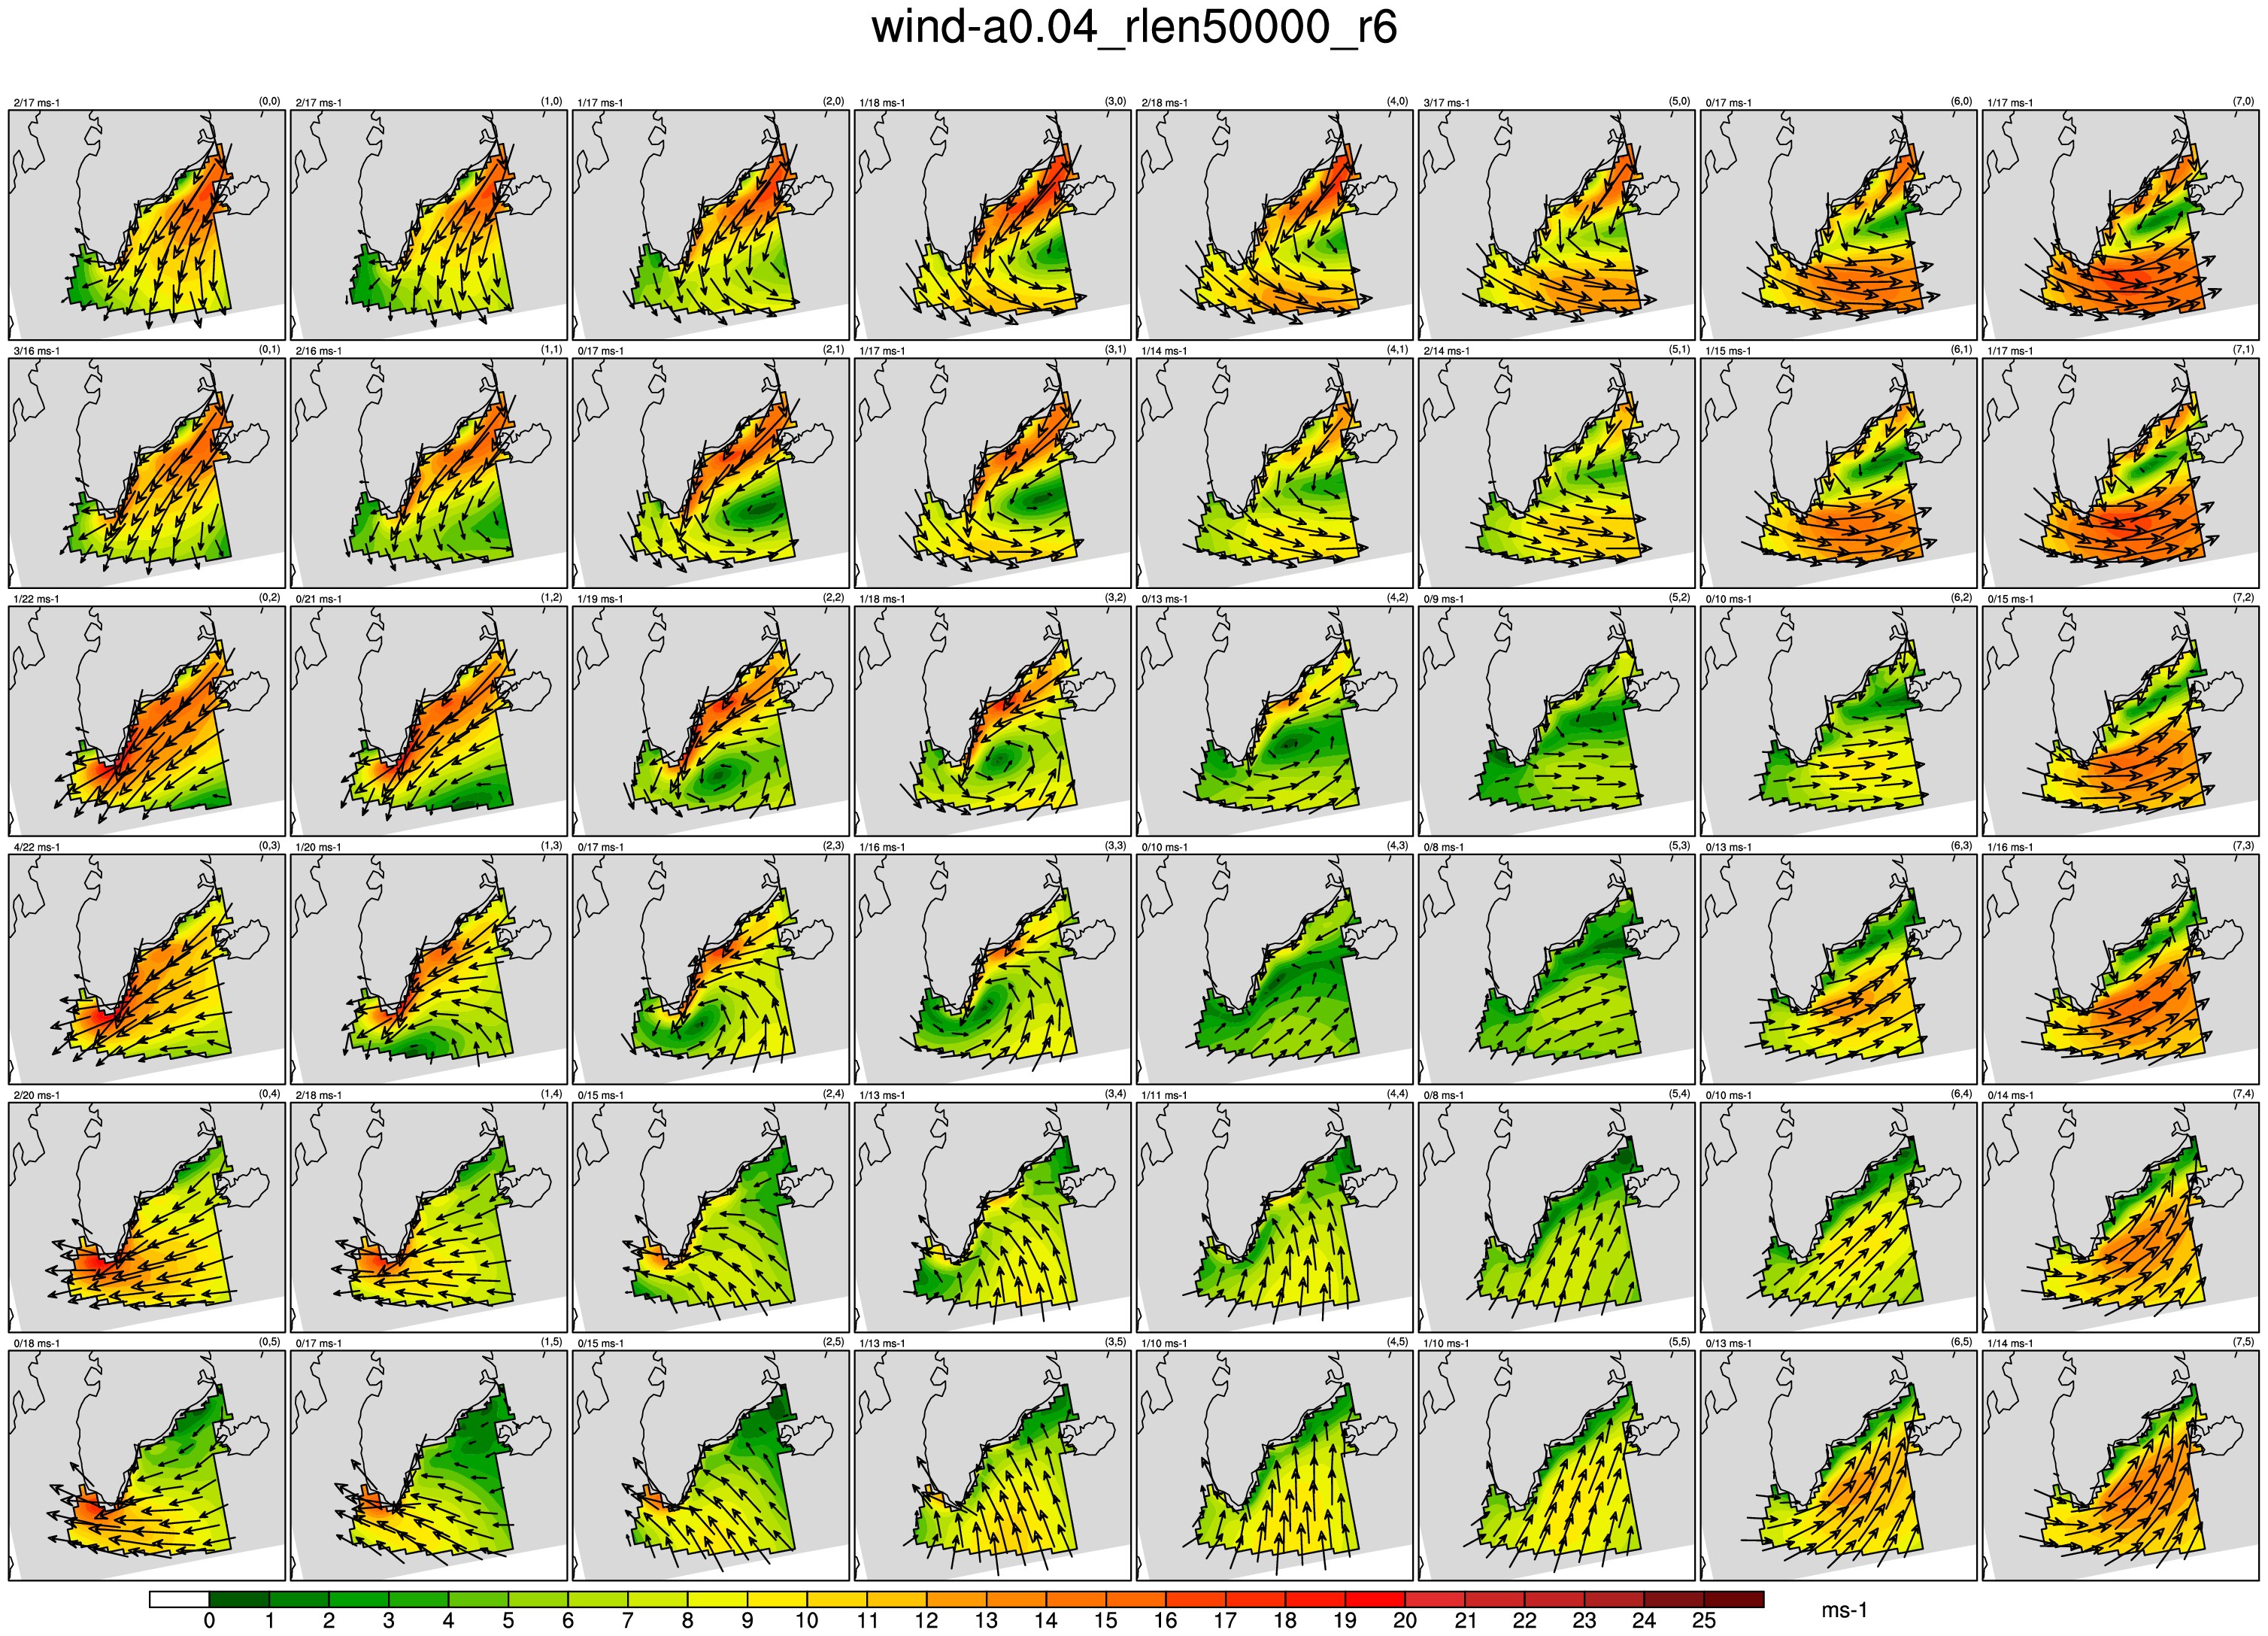 wind-a0.04_rlen50000_r6
2/17 ms-1 (0,0) 2/17 ms-1 (1,0) 1/17 ms-1 (2,0) 1/18 ms-1 (3,0) 2/18 ms-1 (4,0) 3/17 ms-1 (5,0) 0/17 ms-1 (6,0) 1/17 ms-1 (7,0)
3/16 ms-1 (0,1) 2/16 ms-1 (1,1) 0/17 ms-1 (2,1) 1/17 ms-1 (3,1) 1/14 ms-1 (4,1) 2/14 ms-1 (5,1) 1/15 ms-1 (6,1) 1/17 ms-1 (7,1)
1/22 ms-1 (0,2) 0/21 ms-1 (1,2) 1/19 ms-1 (2,2) 1/18 ms-1 (3,2) 0/13 ms-1 (4,2) 0/9 ms-1 (5,2) 0/10 ms-1 (6,2) 0/15 ms-1 (7,2)
4/22 ms-1 (0,3) 1/20 ms-1 (1,3) 0/17 ms-1 (2,3) 1/16 ms-1 (3,3) 0/10 ms-1 (4,3) 0/8 ms-1 (5,3) 0/13 ms-1 (6,3) 1/16 ms-1 (7,3)
2/20 ms-1 (0,4) 2/18 ms-1 (1,4) 0/15 ms-1 (2,4) 1/13 ms-1 (3,4) 1/11 ms-1 (4,4) 0/8 ms-1 (5,4) 0/10 ms-1 (6,4) 0/14 ms-1 (7,4)
0/18 ms-1 (0,5) 0/17 ms-1 (1,5) 0/15 ms-1 (2,5) 1/13 ms-1 (3,5) 1/10 ms-1 (4,5) 1/10 ms-1 (5,5) 0/13 ms-1 (6,5) 1/14 ms-1 (7,5)
0 1 2 3 4 5 6 7 8 9 10 11 12 13 14 15 16 17 18 19 20 21 22 23 24 25 ms-1